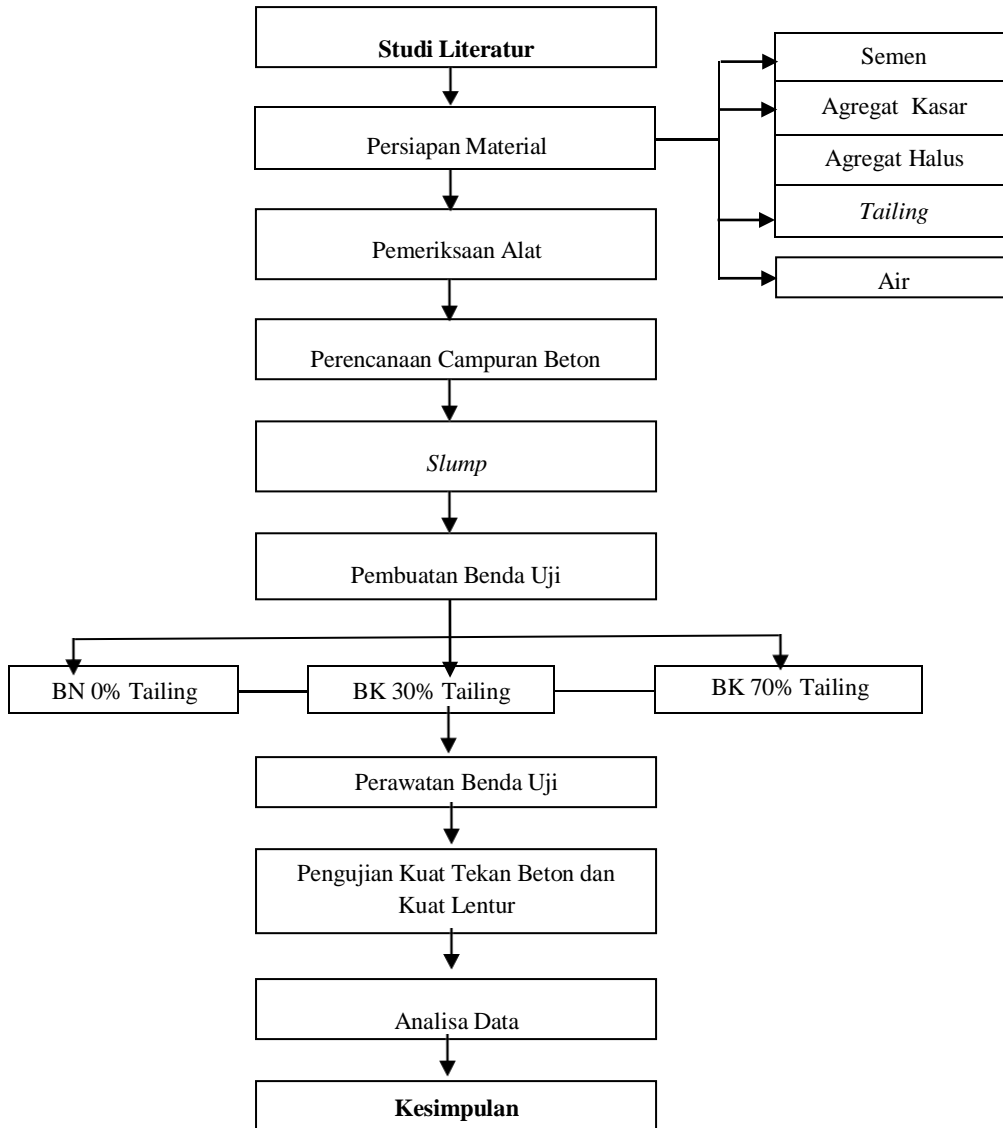 Studi Literatur
Persiapan Material
Semen
Agregat Kasar
Agregat Halus
Tailing
Air
Pemeriksaan Alat
Perencanaan Campuran Beton
Slump
Pembuatan Benda Uji
BN 0% Tailing
BK 30% Tailing
BK 70% Tailing
Perawatan Benda Uji
Pengujian Kuat Tekan Beton dan
Kuat Lentur
Analisa Data
Kesimpulan